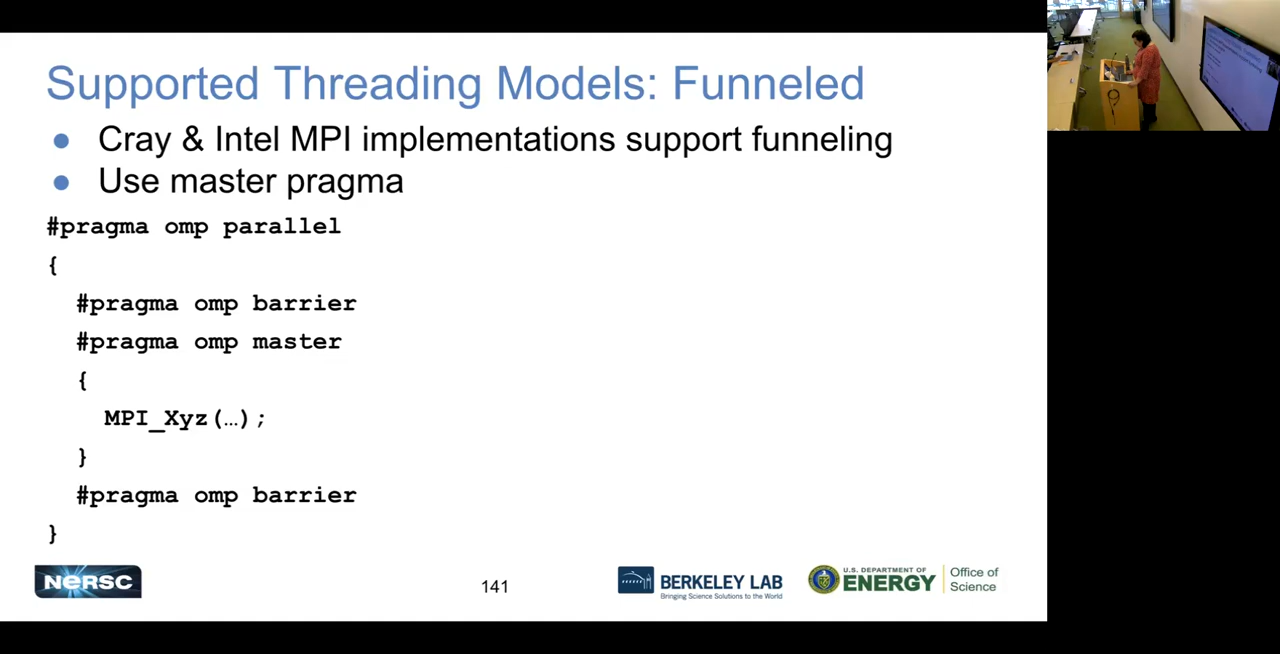 Supported Threading Models: Funneled
● Cray & Intel MPI implementations support funneling
● Use master pragma
#pragma omp parallel
{
#pragma omp barrier
#pragma omp master
{
MPI_Xyz(…);
}
#pragma omp barrier
}
NERSC
141
BERKELEY LAB
Bringing Science Solutions to the World
U.S. DEPARTMENT OF
ENERGY
Office of
Science